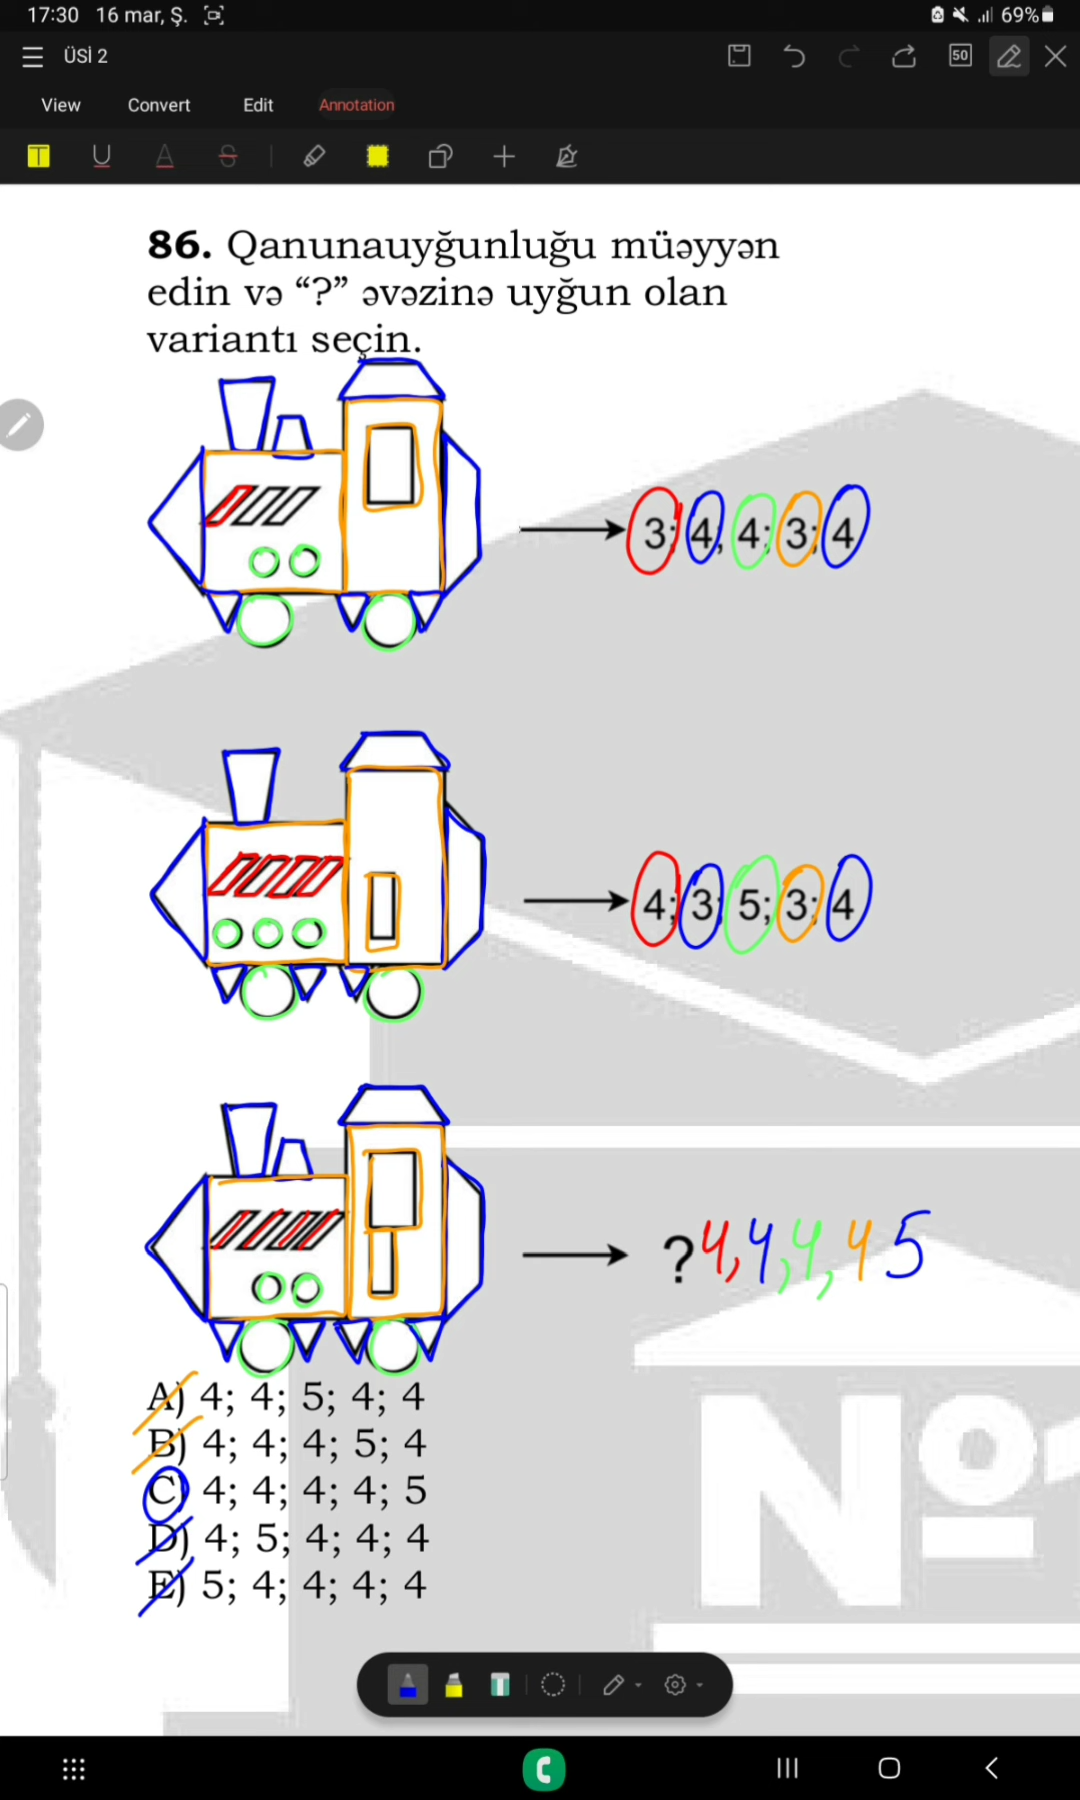 17:30 16 mar, Ş. 69%
ÜSİ 2 50
View Convert Edit Annotation
T U A S
86. Qanunauyğunluğu müəyyən
edin və “?” əvəzinə uyğun olan
variantı seçin.
3; 4; 4; 3; 4
4; 3; 5; 3; 4
? 4, 4, 4, 4 5
A) 4; 4; 5; 4; 4
B) 4; 4; 4; 5; 4
C) 4; 4; 4; 4; 5
D) 4; 5; 4; 4; 4
E) 5; 4; 4; 4; 4
№1